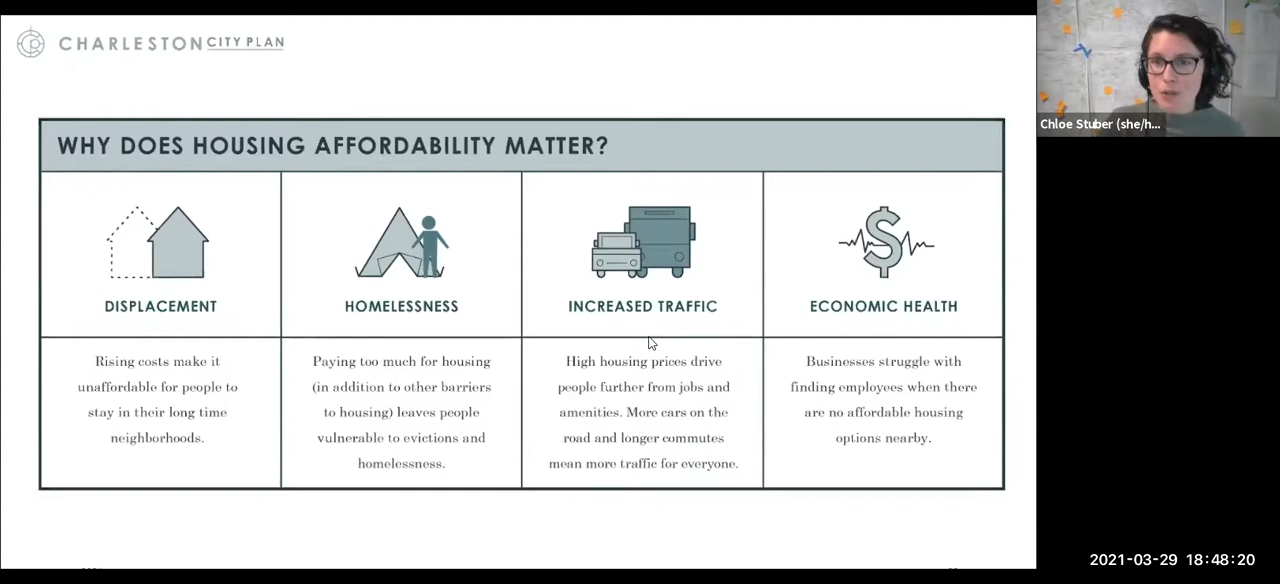 CHARLESTON CITY PLAN
Chloe Stuber (she/h...
WHY DOES HOUSING AFFORDABILITY MATTER?
DISPLACEMENT
Rising costs make it
unaffordable for people to
stay in their long time
neighborhoods.
HOMELESSNESS
Paying too much for housing
(in addition to other barriers
to housing) leaves people
vulnerable to evictions and
homelessness.
INCREASED TRAFFIC
High housing prices drive
people further from jobs and
amenities. More cars on the
road and longer commutes
mean more traffic for everyone.
ECONOMIC HEALTH
Businesses struggle with
finding employees when there
are no affordable housing
options nearby.
2021-03-29 18:48:20